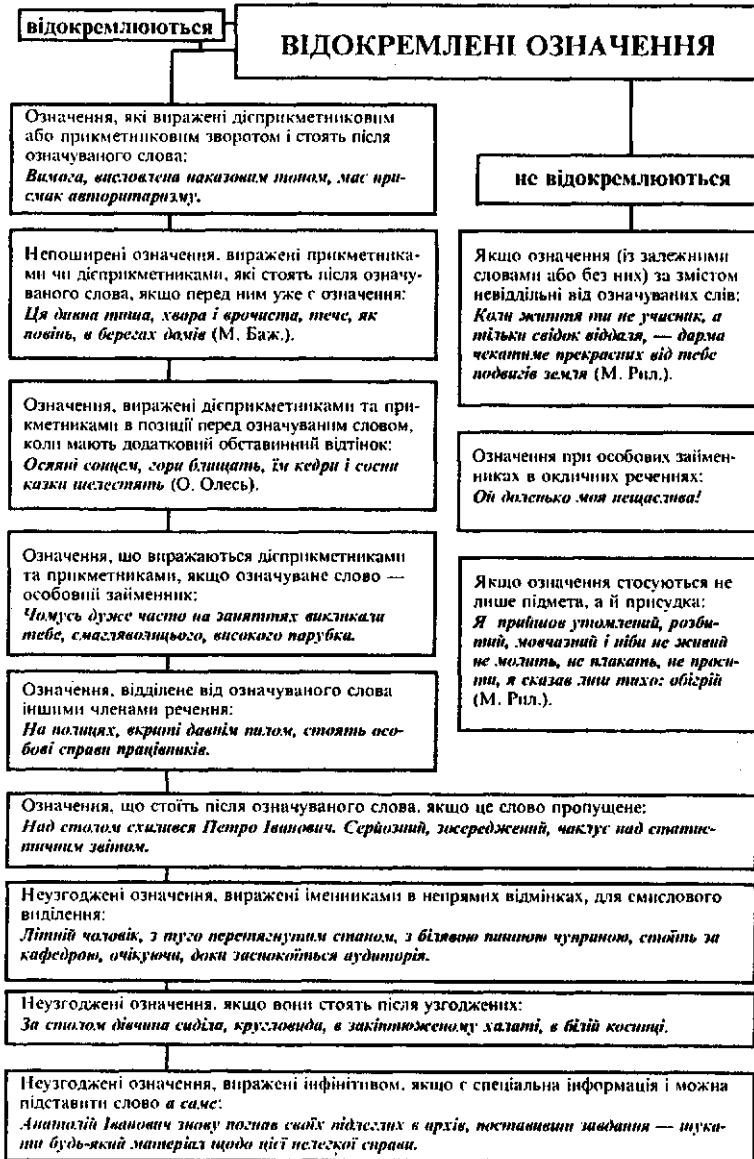 відокремлюються
ВІДОКРЕМЛЕНІ ОЗНАЧЕННЯ
Означення, які виражені дієприкметниковим
або прикметниковим зворотом і стоять після
означуваного слова:
Вимога, висловлена наказовим тоном, має при-
смак авторитаризму.
Непоширені означення, виражені прикметника-
ми чи дієприкметниками, які стоять після означу-
ваного слова, якщо перед ним уже є означення:
Ця дивна тиша, хвора і врочиста, тече, як
повінь, в берегах домів (М. Баж.).
Означення, виражені дієприкметниками та при-
кметниками в позиції перед означуваним словом,
коли мають додатковий обставинний відтінок:
Осяяні сонцем, гори блищать, їм кедри і сосни
казки шелестять (О. Олесь).
Означення, що виражаються дієприкметниками
та прикметниками, якщо означуване слово —
особовий займенник:
Чомусь дуже часто на заняттях викликали
тебе, смагляволицього, високого парубка.
Означення, відділене від означуваного слова
іншими членами речення:
На полицях, вкриті давнім пилом, стоять осо-
бові справи працівників.
не відокремлюються
Якщо означення (із залежними
словами або без них) за змістом
невіддільні від означуваних слів:
Коли життя ти не учасник, а
тільки свідок віддаля, — дарма
чекатиме прекрасних від тебе
подвигів земля (М. Рил.).
Означення при особових займен-
никах в окличних реченнях:
Ой доленько моя нещаслива!
Якщо означення стосуються не
лише підмета, а й присудка:
Я прийшов утомлений, розби-
тий, мовчазний і ніби не живий
не молить, не плакать, не проси-
ти, я сказав лиш тихо: обігрій
(М. Рил.).
Означення, що стоїть після означуваного слова, якщо це слово пропущене:
Над столом схилився Петро Іванович. Серйозний, зосереджений, чаклує над статис-
тичним звітом.
Неузгоджені означення, виражені іменниками в непрямих відмінках, для смислового
виділення:
Літній чоловік, з туго перетягнутим станом, з білявою пишною чуприною, стоїть за
кафедрою, очікуючи, доки заспокоїться аудиторія.
Неузгоджені означення, якщо вони стоять після узгоджених:
За столом дівчина сиділа, кругловида, в закіптюженому халаті, в білій косинці.
Неузгоджені означення, виражені інфінітивом, якщо є спеціальна інформація і можна
підставити слово а саме:
Анатолій Іванович знову погнав своїх підлеглих в архів, поставивши завдання — шука-
ти будь-який матеріал щодо цієї нелегкої справи.